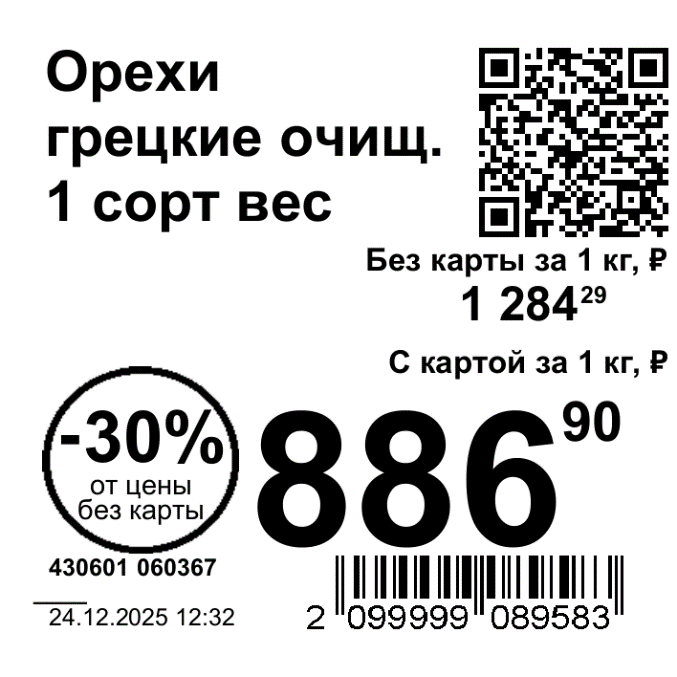 Орехи
грецкие очищ.
1 сорт вес
Без карты за 1 кг, ₽
1 284²⁹
С картой за 1 кг, ₽
886⁹⁰
-30%
от цены
без карты
430601 060367
24.12.2025 12:32
2 099999 089583